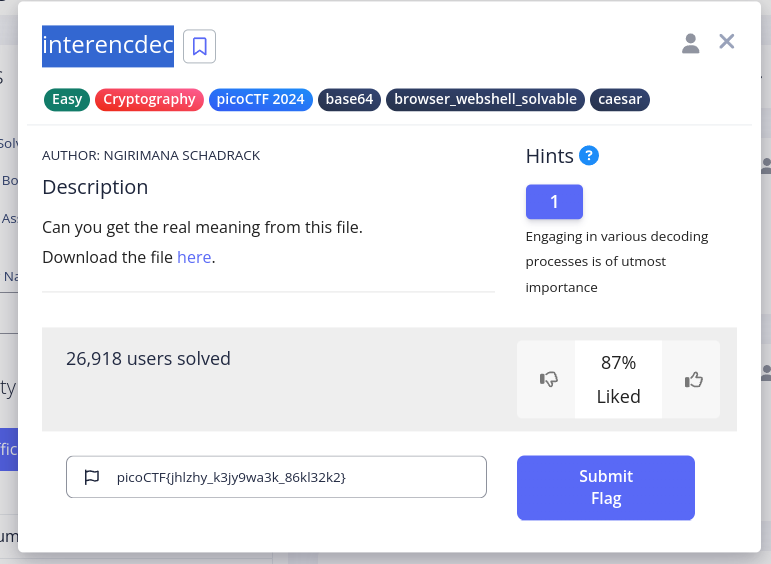 interencdec
Easy Cryptography picoCTF 2024 base64 browser_webshell_solvable caesar
AUTHOR: NGIRIMANA SCHADRACK
Description
Can you get the real meaning from this file.
Download the file here.
Hints ?
1
Engaging in various decoding
processes is of utmost
importance
26,918 users solved
87%
Liked
picoCTF{jhlzhy_k3jy9wa3k_86kl32k2}
Submit
Flag